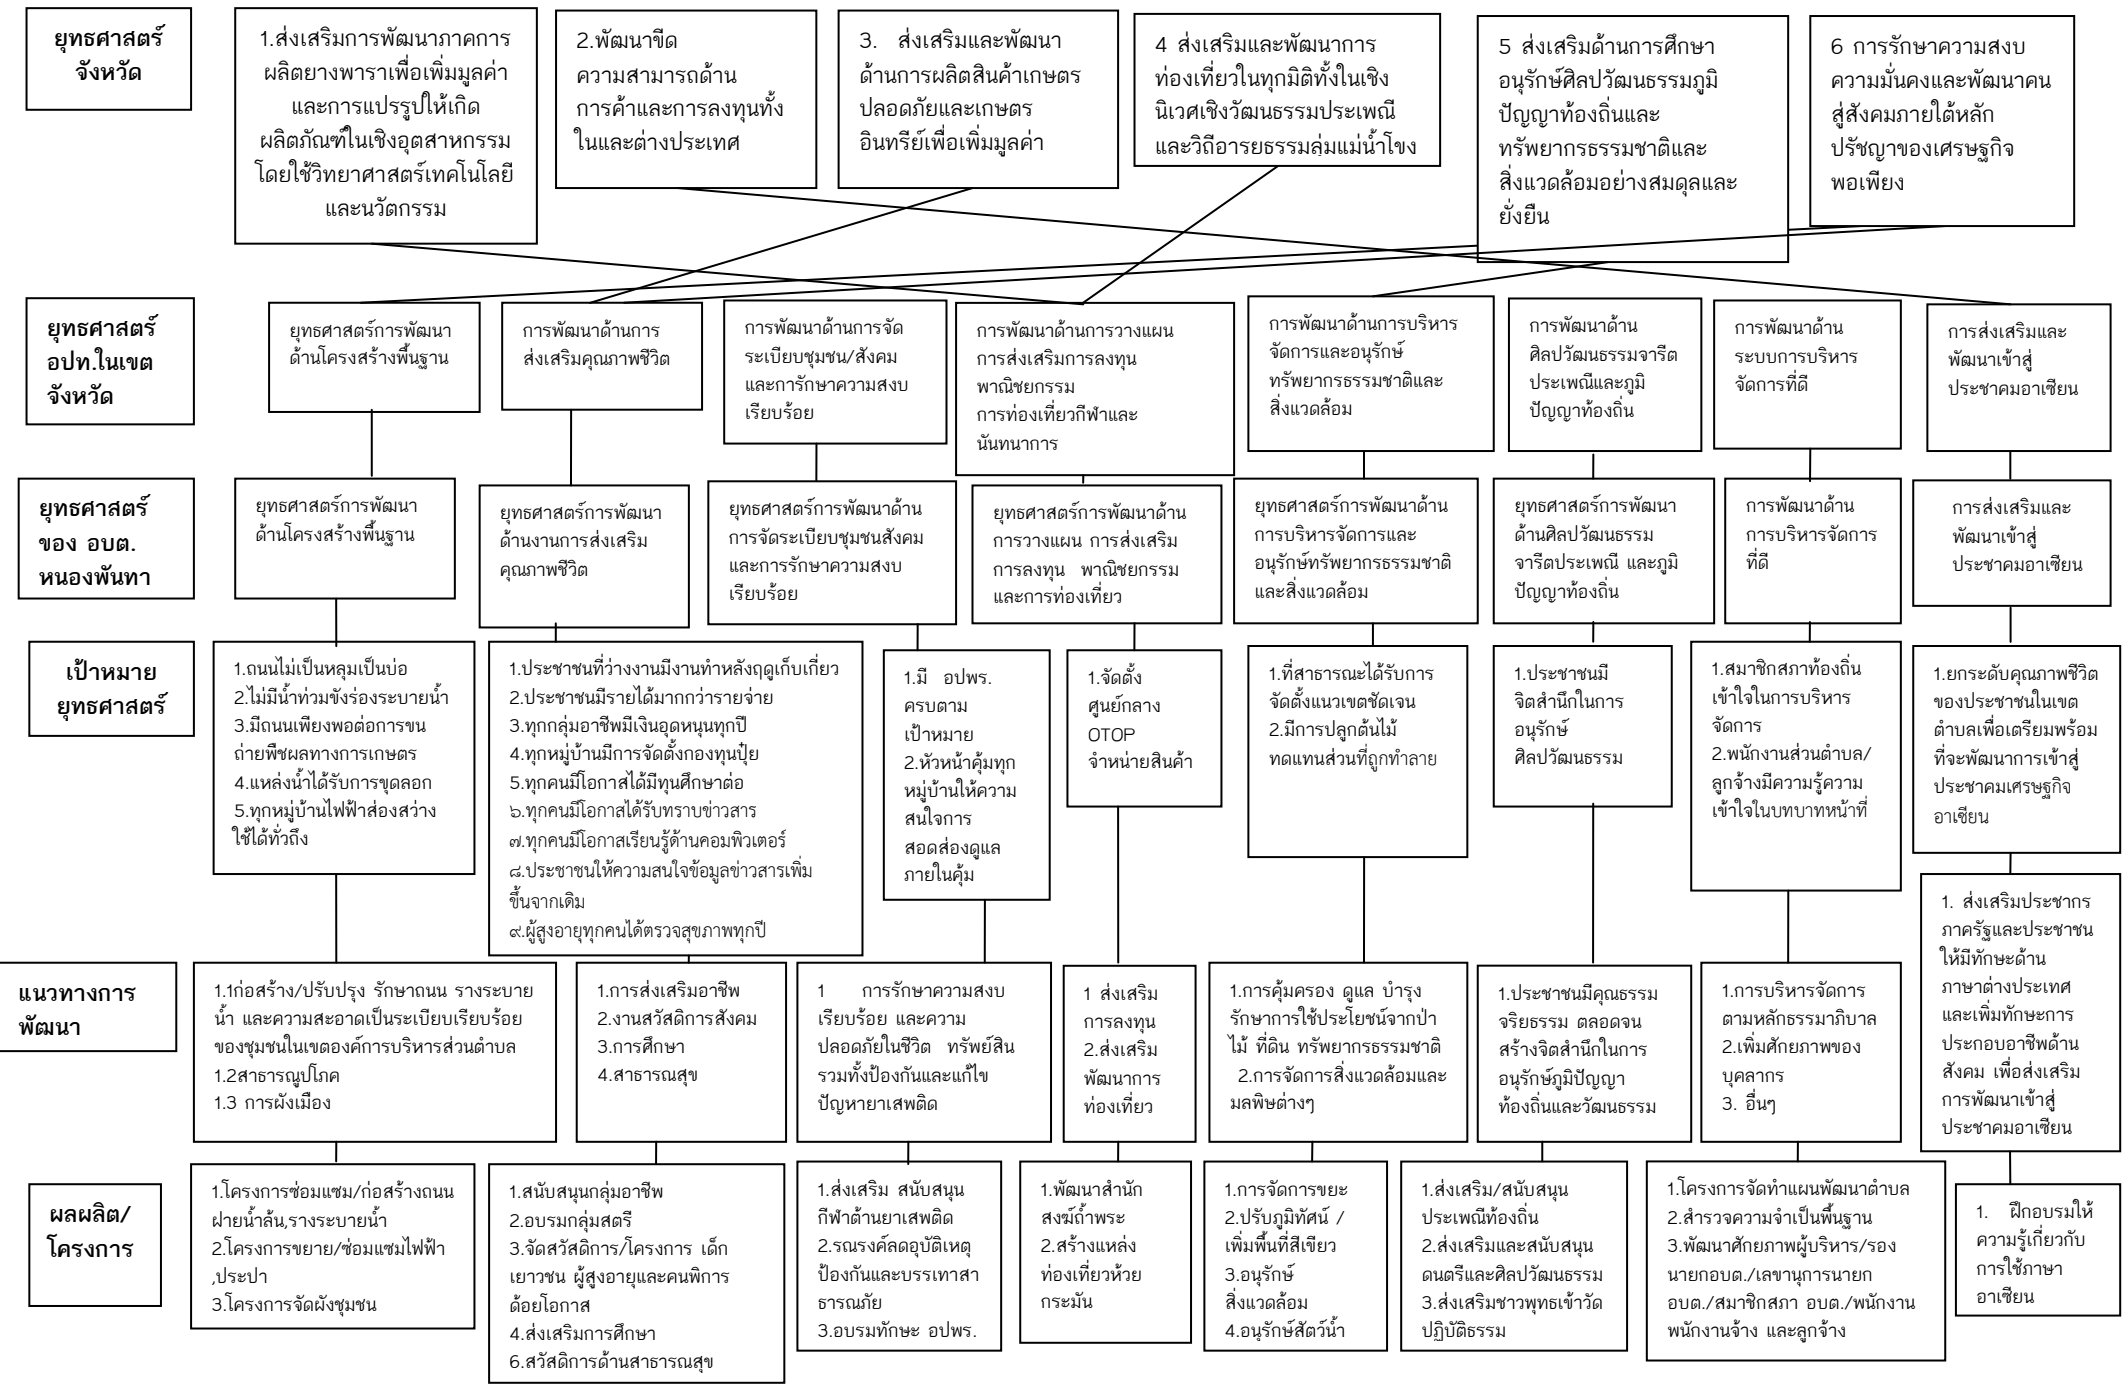 ยุทธศาสตร์
จังหวัด
1.ส่งเสริมการพัฒนาภาคการ
ผลิตยางพาราเพื่อเพิ่มมูลค่า
และการแปรรูปให้เกิด
ผลิตภัณฑ์ในเชิงอุตสาหกรรม
โดยใช้วิทยาศาสตร์เทคโนโลยี
และนวัตกรรม
2.พัฒนาขีด
ความสามารถด้าน
การค้าและการลงทุนทั้ง
ในและต่างประเทศ
3. ส่งเสริมและพัฒนา
ด้านการผลิตสินค้าเกษตร
ปลอดภัยและเกษตร
อินทรีย์เพื่อเพิ่มมูลค่า
4 ส่งเสริมและพัฒนาการ
ท่องเที่ยวในทุกมิติทั้งในเชิง
นิเวศเชิงวัฒนธรรมประเพณี
และวิถีอารยธรรมลุ่มแม่น้ำโขง
5 ส่งเสริมด้านการศึกษา
อนุรักษ์ศิลปวัฒนธรรมภูมิ
ปัญญาท้องถิ่นและ
ทรัพยากรธรรมชาติและ
สิ่งแวดล้อมอย่างสมดุลและ
ยั่งยืน
6 การรักษาความสงบ
ความมั่นคงและพัฒนาคน
สู่สังคมภายใต้หลัก
ปรัชญาของเศรษฐกิจ
พอเพียง
ยุทธศาสตร์
อปท.ในเขต
จังหวัด
ยุทธศาสตร์การพัฒนา
ด้านโครงสร้างพื้นฐาน
การพัฒนาด้านการ
ส่งเสริมคุณภาพชีวิต
การพัฒนาด้านการจัด
ระเบียบชุมชน/สังคม
และการักษาความสงบ
เรียบร้อย
การพัฒนาด้านการวางแผน
การส่งเสริมการลงทุน
พาณิชยกรรม
การท่องเที่ยวกีฬาและ
นันทนาการ
การพัฒนาด้านการบริหาร
จัดการและอนุรักษ์
ทรัพยากรธรรมชาติและ
สิ่งแวดล้อม
การพัฒนาด้าน
ศิลปวัฒนธรรมจารีต
ประเพณีและภูมิ
ปัญญาท้องถิ่น
การพัฒนาด้าน
ระบบการบริหาร
จัดการที่ดี
การส่งเสริมและ
พัฒนาเข้าสู่
ประชาคมอาเซียน
ยุทธศาสตร์
ของ อบต.
หนองพันทา
ยุทธศาสตร์การพัฒนา
ด้านโครงสร้างพื้นฐาน
ยุทธศาสตร์การพัฒนา
ด้านงานการส่งเสริม
คุณภาพชีวิต
ยุทธศาสตร์การพัฒนาด้าน
การจัดระเบียบชุมชนสังคม
และการรักษาความสงบ
เรียบร้อย
ยุทธศาสตร์การพัฒนาด้าน
การวางแผน การส่งเสริม
การลงทุน พาณิชยกรรม
และการท่องเที่ยว
ยุทธศาสตร์การพัฒนาด้าน
การบริหารจัดการและ
อนุรักษ์ทรัพยากรธรรมชาติ
และสิ่งแวดล้อม
ยุทธศาสตร์การพัฒนา
ด้านศิลปวัฒนธรรม
จารีตประเพณี และภูมิ
ปัญญาท้องถิ่น
การพัฒนาด้าน
การบริหารจัดการ
ที่ดี
การส่งเสริมและ
พัฒนาเข้าสู่
ประชาคมอาเซียน
เป้าหมาย
ยุทธศาสตร์
1.ถนนไม่เป็นหลุมเป็นบ่อ
2.ไม่มีน้ำท่วมขังร่องระบายน้ำ
3.มีถนนเพียงพอต่อการขน
ถ่ายพืชผลทางการเกษตร
4.แหล่งน้ำได้รับการขุดลอก
5.ทุกหมู่บ้านไฟฟ้าส่องสว่าง
ใช้ได้ทั่วถึง
1.ประชาชนที่ว่างงานมีงานทำหลังฤดูเก็บเกี่ยว
2.ประชาชนมีรายได้มากกว่ารายจ่าย
3.ทุกกลุ่มอาชีพมีเงินอุดหนุนทุกปี
4.ทุกหมู่บ้านมีการจัดตั้งกองทุนปุ๋ย
5.ทุกคนมีโอกาสได้มีทุนศึกษาต่อ
๖.ทุกคนมีโอกาสได้รับทราบข่าวสาร
๗.ทุกคนมีโอกาสเรียนรู้ด้านคอมพิวเตอร์
๘.ประชาชนให้ความสนใจข้อมูลข่าวสารเพิ่ม
ขึ้นจากเดิม
๙.ผู้สูงอายุทุกคนได้ตรวจสุขภาพทุกปี
1.มี อปพร.
ครบตาม
เป้าหมาย
2.หัวหน้าคุ้มทุก
หมู่บ้านให้ความ
สนใจการ
สอดส่องดูแล
ภายในคุ้ม
1.จัดตั้ง
ศูนย์กลาง
OTOP
จำหน่ายสินค้า
1.ที่สาธารณะได้รับการ
จัดตั้งแนวเขตชัดเจน
2.มีการปลูกต้นไม้
ทดแทนส่วนที่ถูกทำลาย
1.ประชาชนมี
จิตสำนึกในการ
อนุรักษ์
ศิลปวัฒนธรรม
1.สมาชิกสภาท้องถิ่น
เข้าใจในการบริหาร
จัดการ
2.พนักงานส่วนตำบล/
ลูกจ้างมีความรู้ความ
เข้าใจในบทบาทหน้าที่
1.ยกระดับคุณภาพชีวิต
ของประชาชนในเขต
ตำบลเพื่อเตรียมพร้อม
ที่จะพัฒนาการเข้าสู่
ประชาคมเศรษฐกิจ
อาเซียน
แนวทางการ
พัฒนา
1.1ก่อสร้าง/ปรับปรุง รักษาถนน รางระบาย
น้ำ และความสะอาดเป็นระเบียบเรียบร้อย
ของชุมชนในเขตองค์การบริหารส่วนตำบล
1.2สาธารณูปโภค
1.3 การผังเมือง
1.การส่งเสริมอาชีพ
2.งานสวัสดิการสังคม
3.การศึกษา
4.สาธารณสุข
1 การรักษาความสงบ
เรียบร้อย และความ
ปลอดภัยในชีวิต ทรัพย์สิน
รวมทั้งป้องกันและแก้ไข
ปัญหายาเสพติด
1 ส่งเสริม
การลงทุน
2.ส่งเสริม
พัฒนาการ
ท่องเที่ยว
1.การคุ้มครอง ดูแล บำรุง
รักษาการใช้ประโยชน์จากป่า
ไม้ ที่ดิน ทรัพยากรธรรมชาติ
2.การจัดการสิ่งแวดล้อมและ
มลพิษต่างๆ
1.ประชาชนมีคุณธรรม
จริยธรรม ตลอดจน
สร้างจิตสำนึกในการ
อนุรักษ์ภูมิปัญญา
ท้องถิ่นและวัฒนธรรม
1.การบริหารจัดการ
ตามหลักธรรมาภิบาล
2.เพิ่มศักยภาพของ
บุคลากร
3. อื่นๆ
1. ส่งเสริมประชากร
ภาครัฐและประชาชน
ให้มีทักษะด้าน
ภาษาต่างประเทศ
และเพิ่มทักษะการ
ประกอบอาชีพด้าน
สังคม เพื่อส่งเสริม
การพัฒนาเข้าสู่
ประชาคมอาเซียน
ผลผลิต/
โครงการ
1.โครงการซ่อมแซม/ก่อสร้างถนน
ฝายน้ำล้น,รางระบายน้ำ
2.โครงการขยาย/ซ่อมแซมไฟฟ้า
,ประปา
3.โครงการจัดผังชุมชน
1.สนับสนุนกลุ่มอาชีพ
2.อบรมกลุ่มสตรี
3.จัดสวัสดิการ/โครงการ เด็ก
เยาวชน ผู้สูงอายุและคนพิการ
ด้อยโอกาส
4.ส่งเสริมการศึกษา
6.สวัสดิการด้านสาธารณสุข
1.ส่งเสริม สนับสนุน
กีฬาต้านยาเสพติด
2.รณรงค์ลดอุบัติเหตุ
ป้องกันและบรรเทาสา
ธารณภัย
3.อบรมทักษะ อปพร.
1.พัฒนาสำนัก
สงฆ์ถ้ำพระ
2.สร้างแหล่ง
ท่องเที่ยวห้วย
กระมัน
1.การจัดการขยะ
2.ปรับภูมิทัศน์ /
เพิ่มพื้นที่สีเขียว
3.อนุรักษ์
สิ่งแวดล้อม
4.อนุรักษ์สัตว์น้ำ
1.ส่งเสริม/สนับสนุน
ประเพณีท้องถิ่น
2.ส่งเสริมและสนับสนุน
ดนตรีและศิลปวัฒนธรรม
3.ส่งเสริมชาวพุทธเข้าวัด
ปฏิบัติธรรม
1.โครงการจัดทำแผนพัฒนาตำบล
2.สำรวจความจำเป็นพื้นฐาน
3.พัฒนาศักยภาพผู้บริหาร/รอง
นายกอบต./เลขานุการนายก
อบต./สมาชิกสภา อบต./พนักงาน
พนักงานจ้าง และลูกจ้าง
1. ฝึกอบรมให้
ความรู้เกี่ยวกับ
การใช้ภาษา
อาเซียน